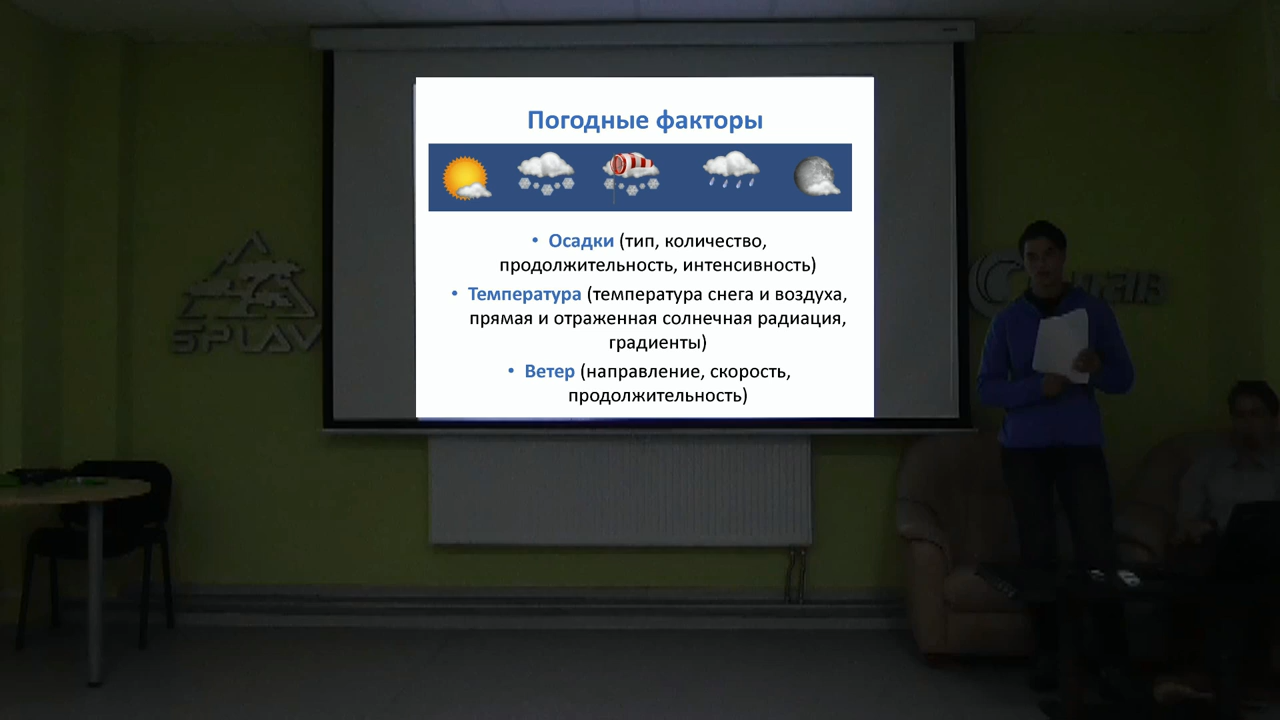 Погодные факторы
• Осадки (тип, количество,
продолжительность, интенсивность)
• Температура (температура снега и воздуха,
прямая и отраженная солнечная радиация,
градиенты)
• Ветер (направление, скорость,
продолжительность)
SPLAV